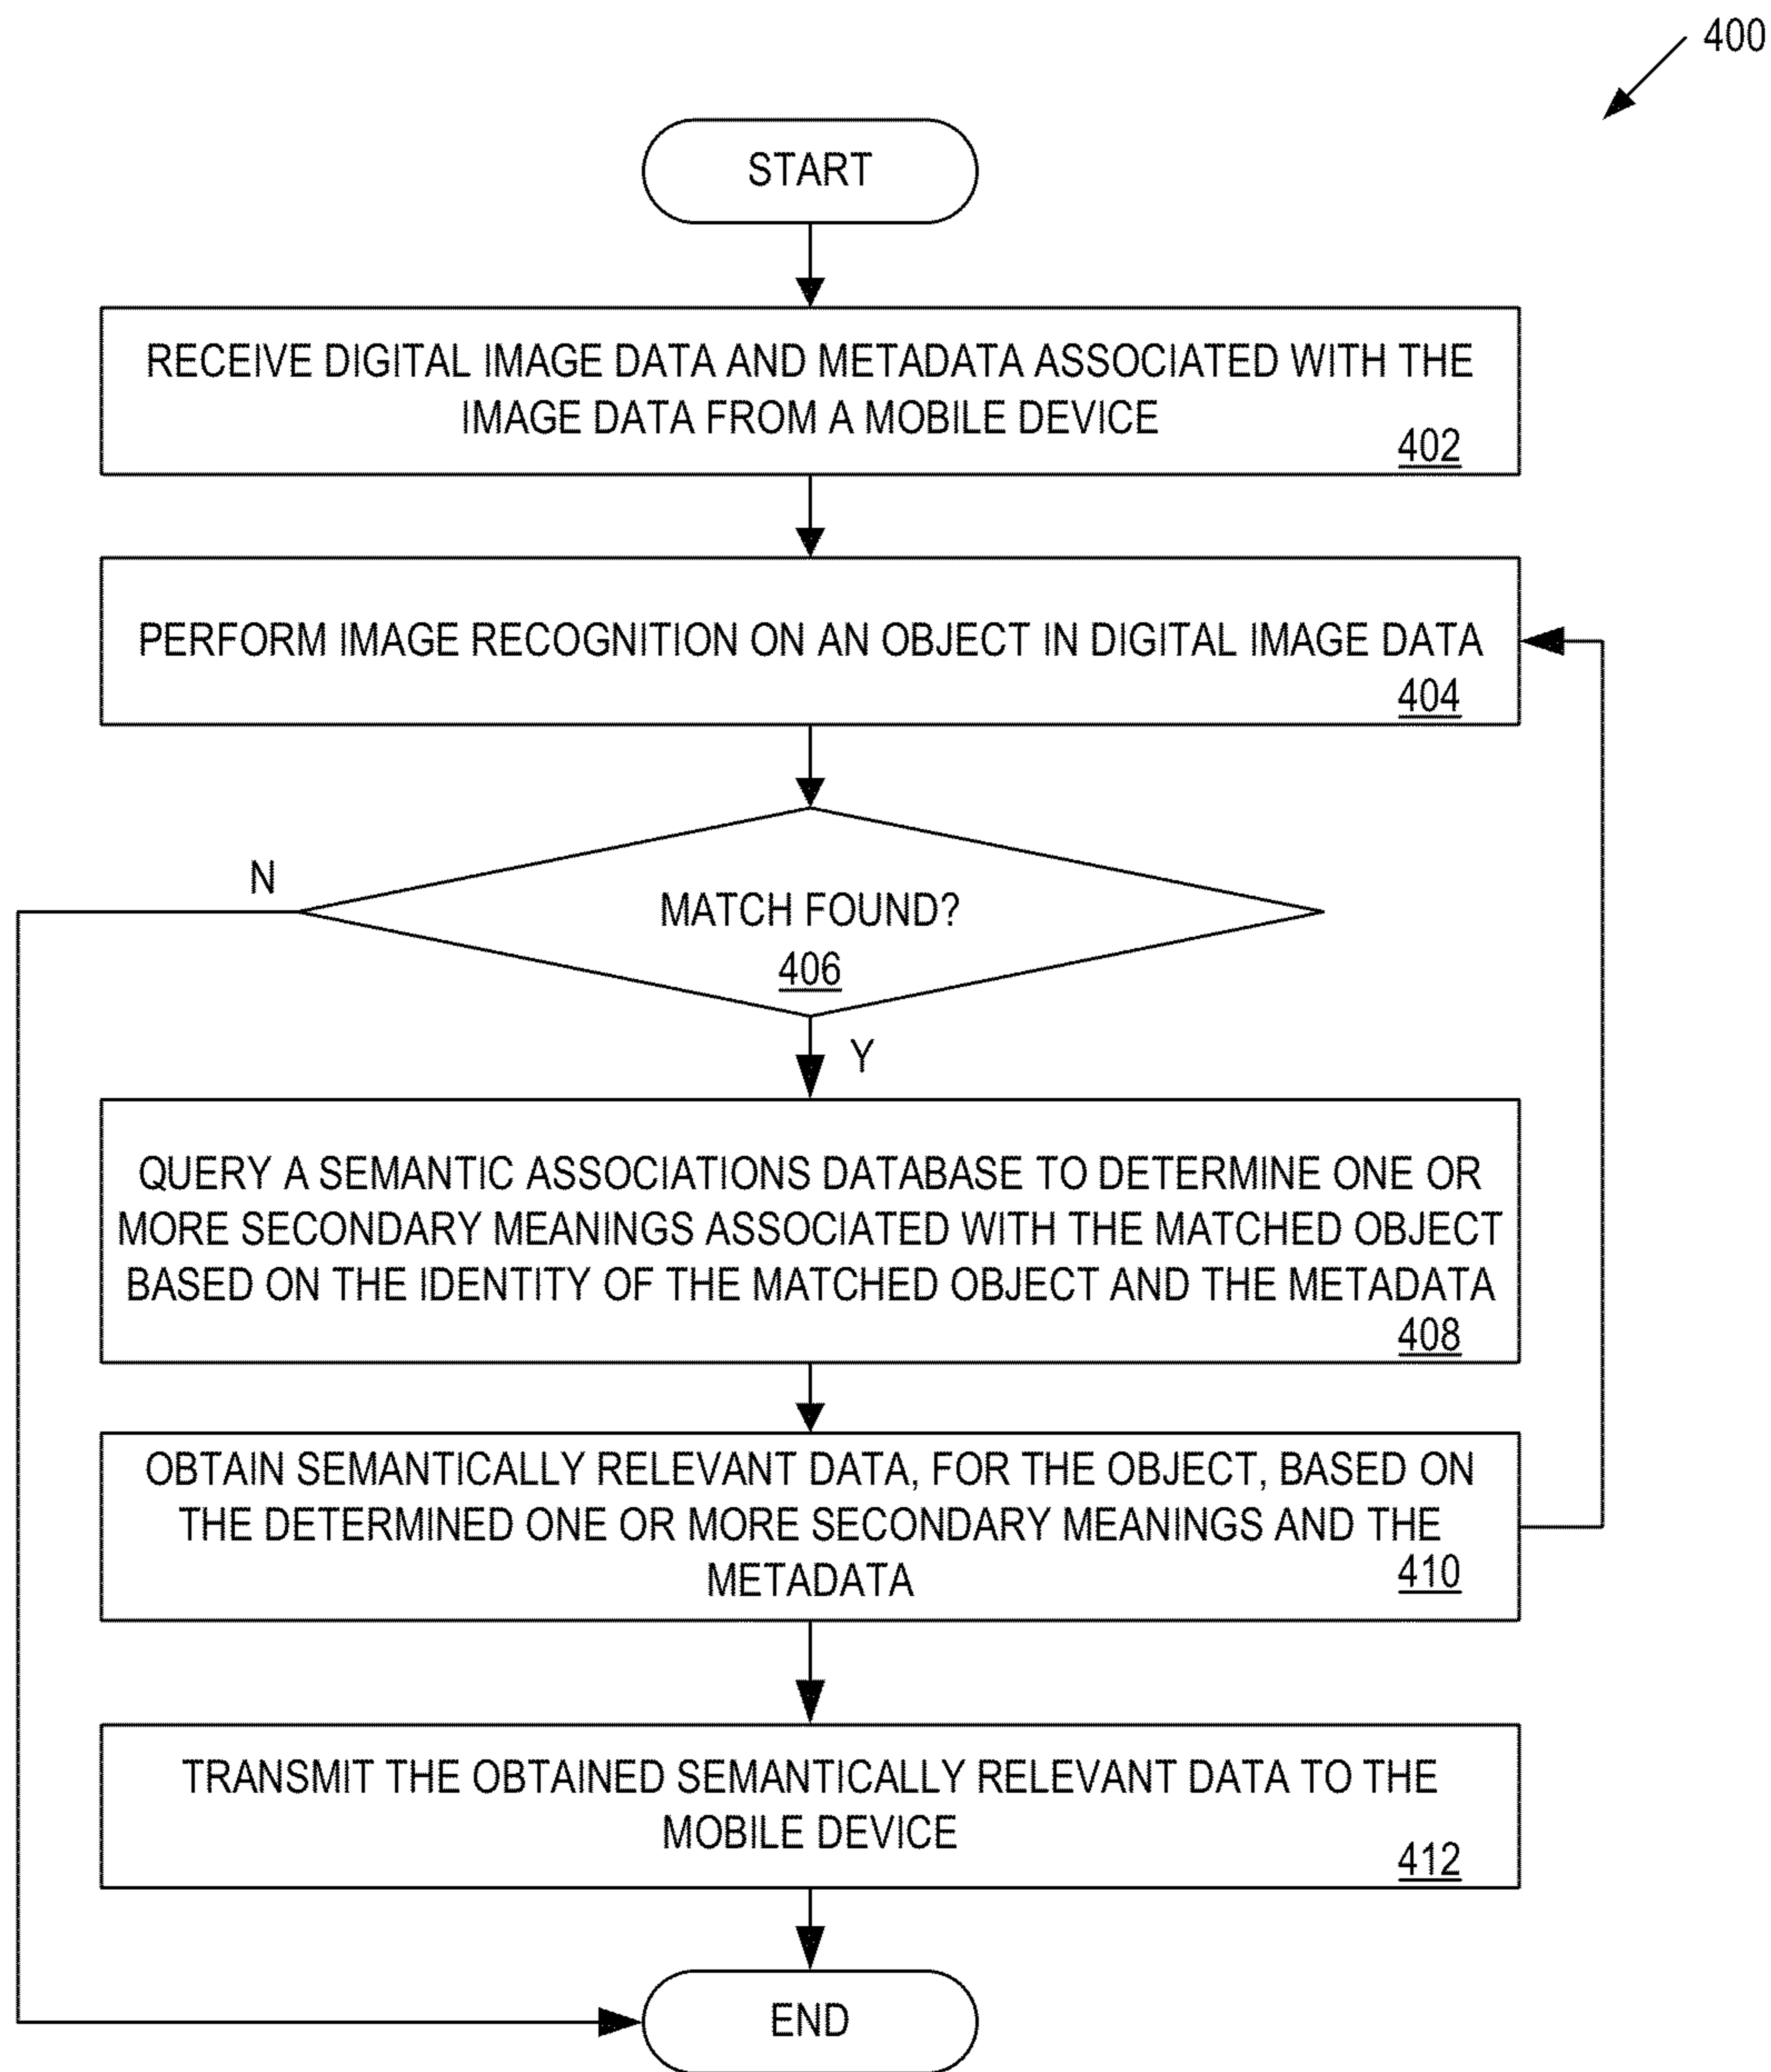 400
START
RECEIVE DIGITAL IMAGE DATA AND METADATA ASSOCIATED WITH THE
IMAGE DATA FROM A MOBILE DEVICE
402
PERFORM IMAGE RECOGNITION ON AN OBJECT IN DIGITAL IMAGE DATA
404
N
MATCH FOUND?
406
Y
QUERY A SEMANTIC ASSOCIATIONS DATABASE TO DETERMINE ONE OR
MORE SECONDARY MEANINGS ASSOCIATED WITH THE MATCHED OBJECT
BASED ON THE IDENTITY OF THE MATCHED OBJECT AND THE METADATA
408
OBTAIN SEMANTICALLY RELEVANT DATA, FOR THE OBJECT, BASED ON
THE DETERMINED ONE OR MORE SECONDARY MEANINGS AND THE
METADATA
410
TRANSMIT THE OBTAINED SEMANTICALLY RELEVANT DATA TO THE
MOBILE DEVICE
412
END